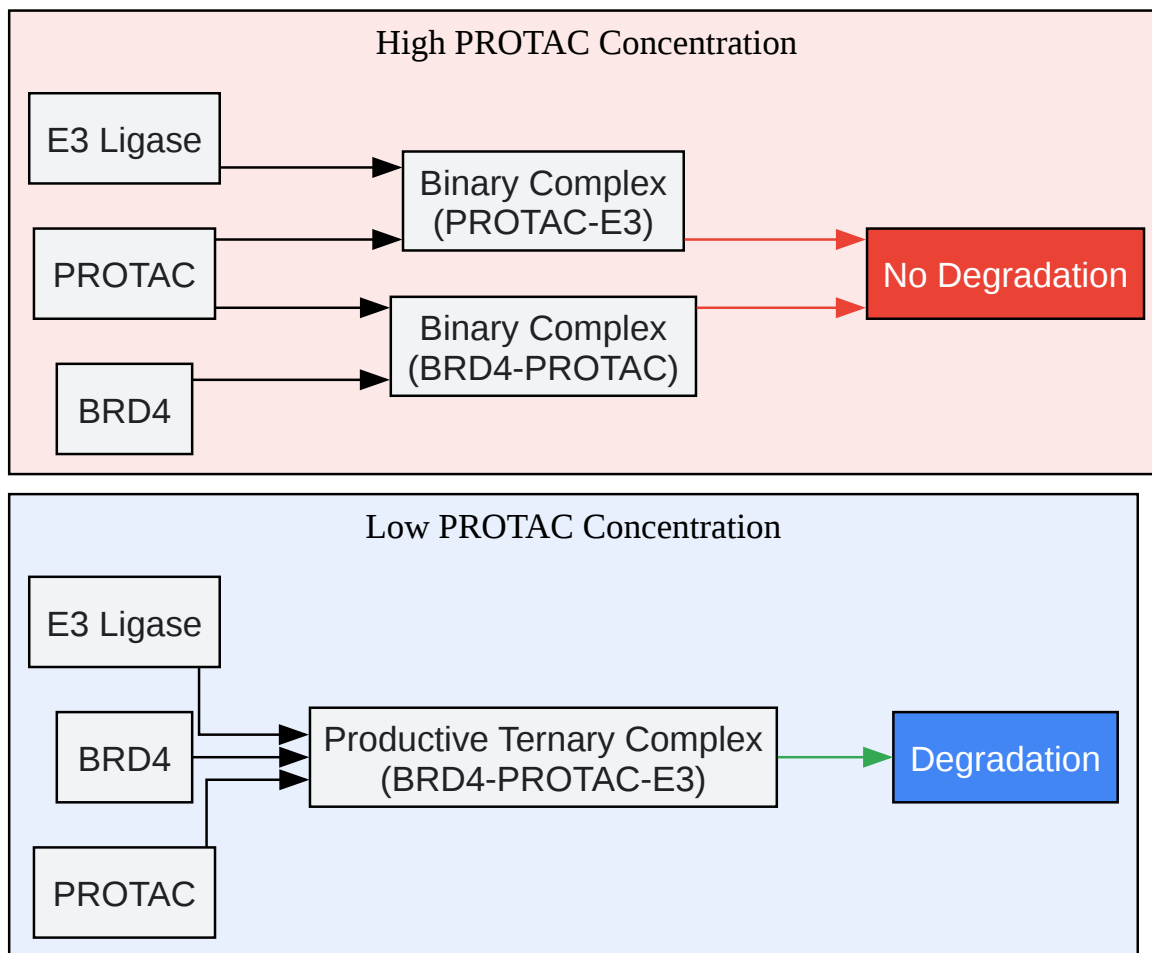 High PROTAC Concentration
E3 Ligase
Binary Complex
(PROTAC-E3)
PROTAC
No Degradation
Binary Complex
(BRD4-PROTAC)
BRD4
Low PROTAC Concentration
E3 Ligase
BRD4
Productive Ternary Complex
(BRD4-PROTAC-E3)
Degradation
PROTAC